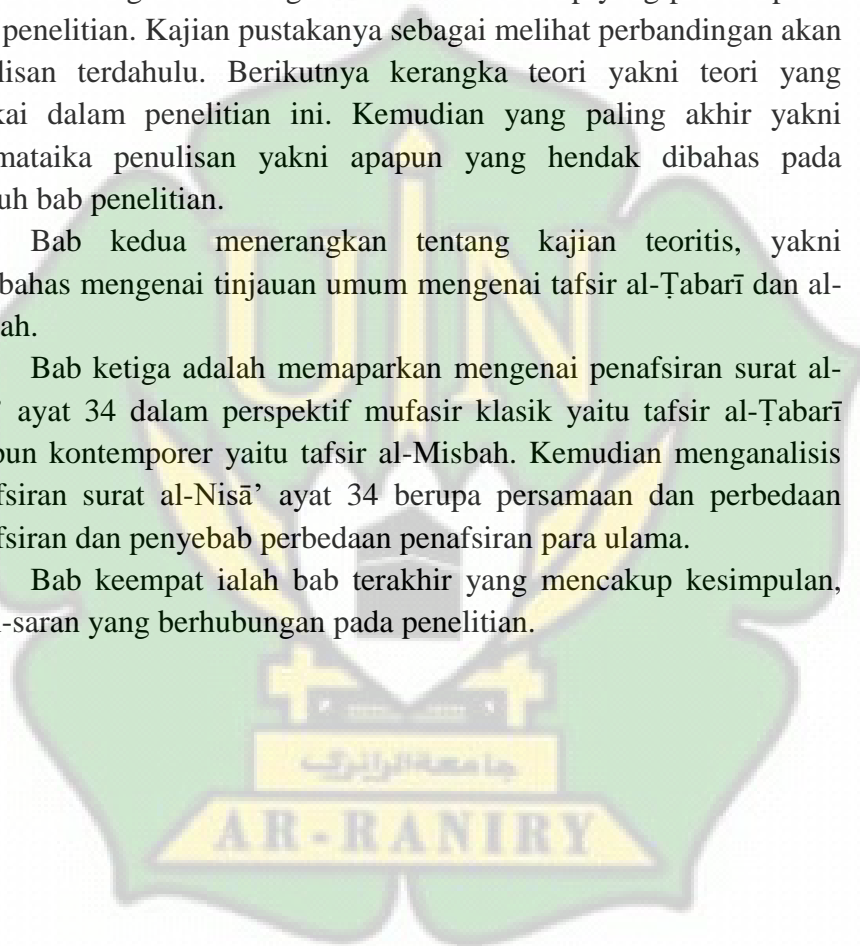 penelitian. Kajian pustakanya sebagai melihat perbandingan akan
lisan terdahulu. Berikutnya kerangka teori yakni teori yang
kai dalam penelitian ini. Kemudian yang paling akhir yakni
mataika penulisan yakni apapun yang hendak dibahas pada
uh bab penelitian.
Bab kedua menerangkan tentang kajian teoritis, yakni
bahas mengenai tinjauan umum mengenai tafsir al-Ṭabarī dan al-
ah.
Bab ketiga adalah memaparkan mengenai penafsiran surat al-
’ ayat 34 dalam perspektif mufasir klasik yaitu tafsir al-Ṭabarī
pun kontemporer yaitu tafsir al-Misbah. Kemudian menganalisis
fsiran surat al-Nisā’ ayat 34 berupa persamaan dan perbedaan
fsiran dan penyebab perbedaan penafsiran para ulama.
Bab keempat ialah bab terakhir yang mencakup kesimpulan,
-saran yang berhubungan pada penelitian.
UIN
جامعة الرانري
AR-RANIRY